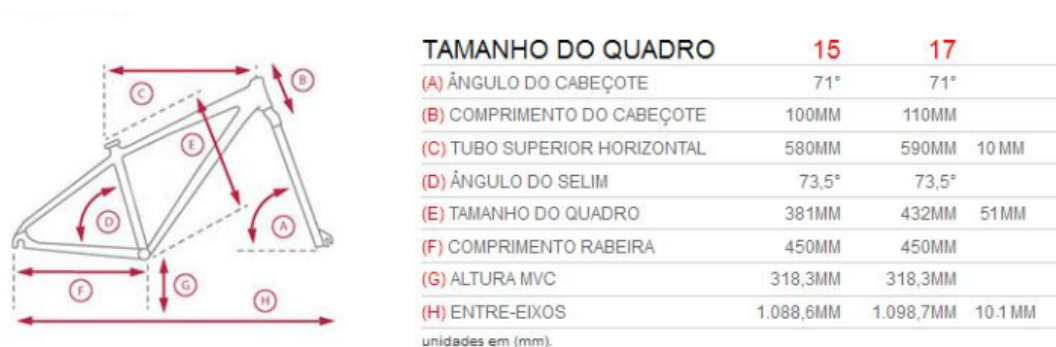 TAMANHO DO QUADRO 15 17
(A) ÂNGULO DO CABEÇOTE 71° 71°
(B) COMPRIMENTO DO CABEÇOTE 100MM 110MM
(C) TUBO SUPERIOR HORIZONTAL 580MM 590MM 10 MM
(D) ÂNGULO DO SELIM 73,5° 73,5°
(E) TAMANHO DO QUADRO 381MM 432MM 51 MM
(F) COMPRIMENTO RABEIRA 450MM 450MM
(G) ALTURA MVC 318,3MM 318,3MM
(H) ENTRE-EIXOS 1.088,6MM 1.098,7MM 10.1 MM
unidades em (mm).
B
C
E
D
A
F
G
H